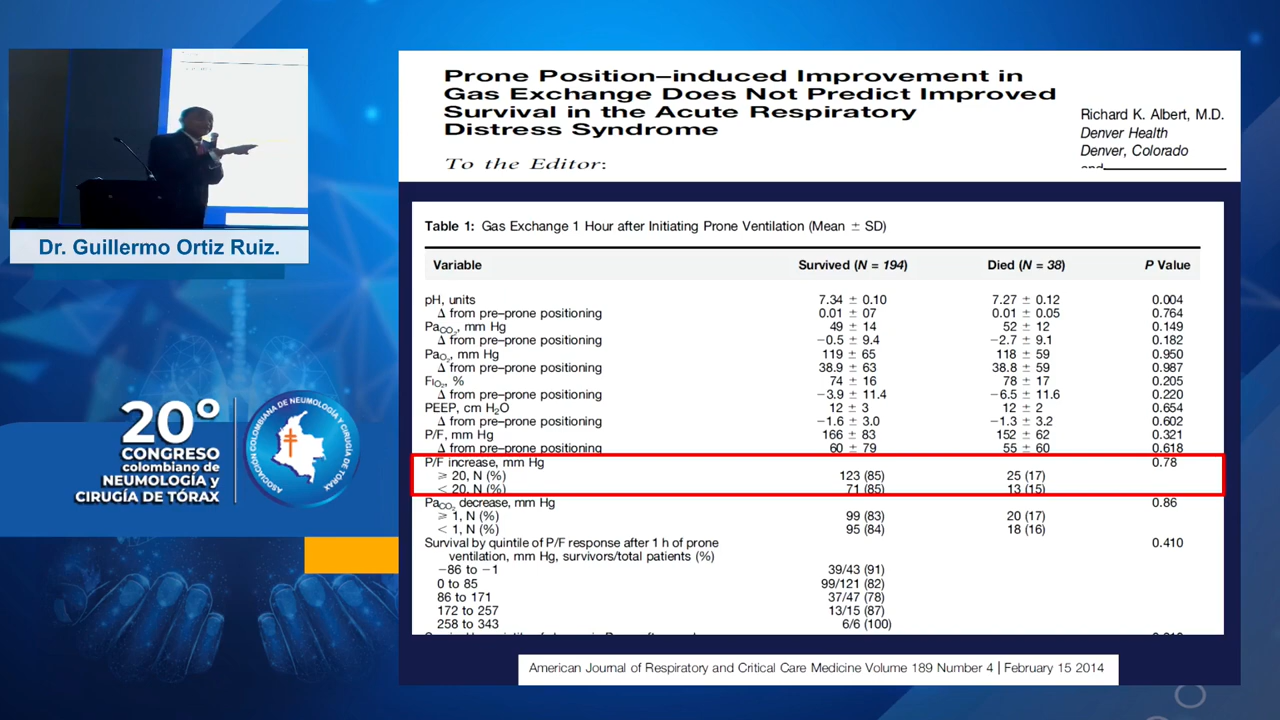 Prone Position–induced Improvement in
Gas Exchange Does Not Predict Improved
Survival in the Acute Respiratory
Distress Syndrome
To the Editor:
Richard K. Albert, M.D.
Denver Health
Denver, Colorado
and
Dr. Guillermo Ortiz Ruiz.
Table 1: Gas Exchange 1 Hour after Initiating Prone Ventilation (Mean ± SD)
Variable Survived (N = 194) Died (N = 38) P Value
pH, units 7.34 ± 0.10 7.27 ± 0.12 0.004
Δ from pre–prone positioning 0.01 ± 07 0.01 ± 0.05 0.764
PaCO2, mm Hg 49 ± 14 52 ± 12 0.149
Δ from pre–prone positioning −0.5 ± 9.4 −2.7 ± 9.1 0.182
PaO2, mm Hg 119 ± 65 118 ± 59 0.950
Δ from pre–prone positioning 38.9 ± 63 38.8 ± 59 0.987
FIO2, % 74 ± 16 78 ± 17 0.205
Δ from pre–prone positioning −3.9 ± 11.4 −6.5 ± 11.6 0.220
PEEP, cm H2O 12 ± 3 12 ± 2 0.654
Δ from pre–prone positioning −1.6 ± 3.0 −1.3 ± 3.2 0.602
P/F, mm Hg 166 ± 83 152 ± 62 0.321
Δ from pre–prone positioning 60 ± 79 55 ± 60 0.618
P/F increase, mm Hg 0.78
≥ 20, N (%) 123 (85) 25 (17)
< 20, N (%) 71 (85) 13 (15)
PaCO2 decrease, mm Hg 0.86
≥ 1, N (%) 99 (83) 20 (17)
< 1, N (%) 95 (84) 18 (16)
Survival by quintile of P/F response after 1 h of prone 0.410
ventilation, mm Hg, survivors/total patients (%)
−86 to −1 39/43 (91)
0 to 85 99/121 (82)
86 to 171 37/47 (78)
172 to 257 13/15 (87)
258 to 343 6/6 (100)
20º
CONGRESO
colombiano de
NEUMOLOGÍA y
CIRUGÍA DE TÓRAX
ASOCIACIÓN COLOMBIANA DE NEUMOLOGÍA Y CIRUGÍA DE TÓRAX
American Journal of Respiratory and Critical Care Medicine Volume 189 Number 4 | February 15 2014